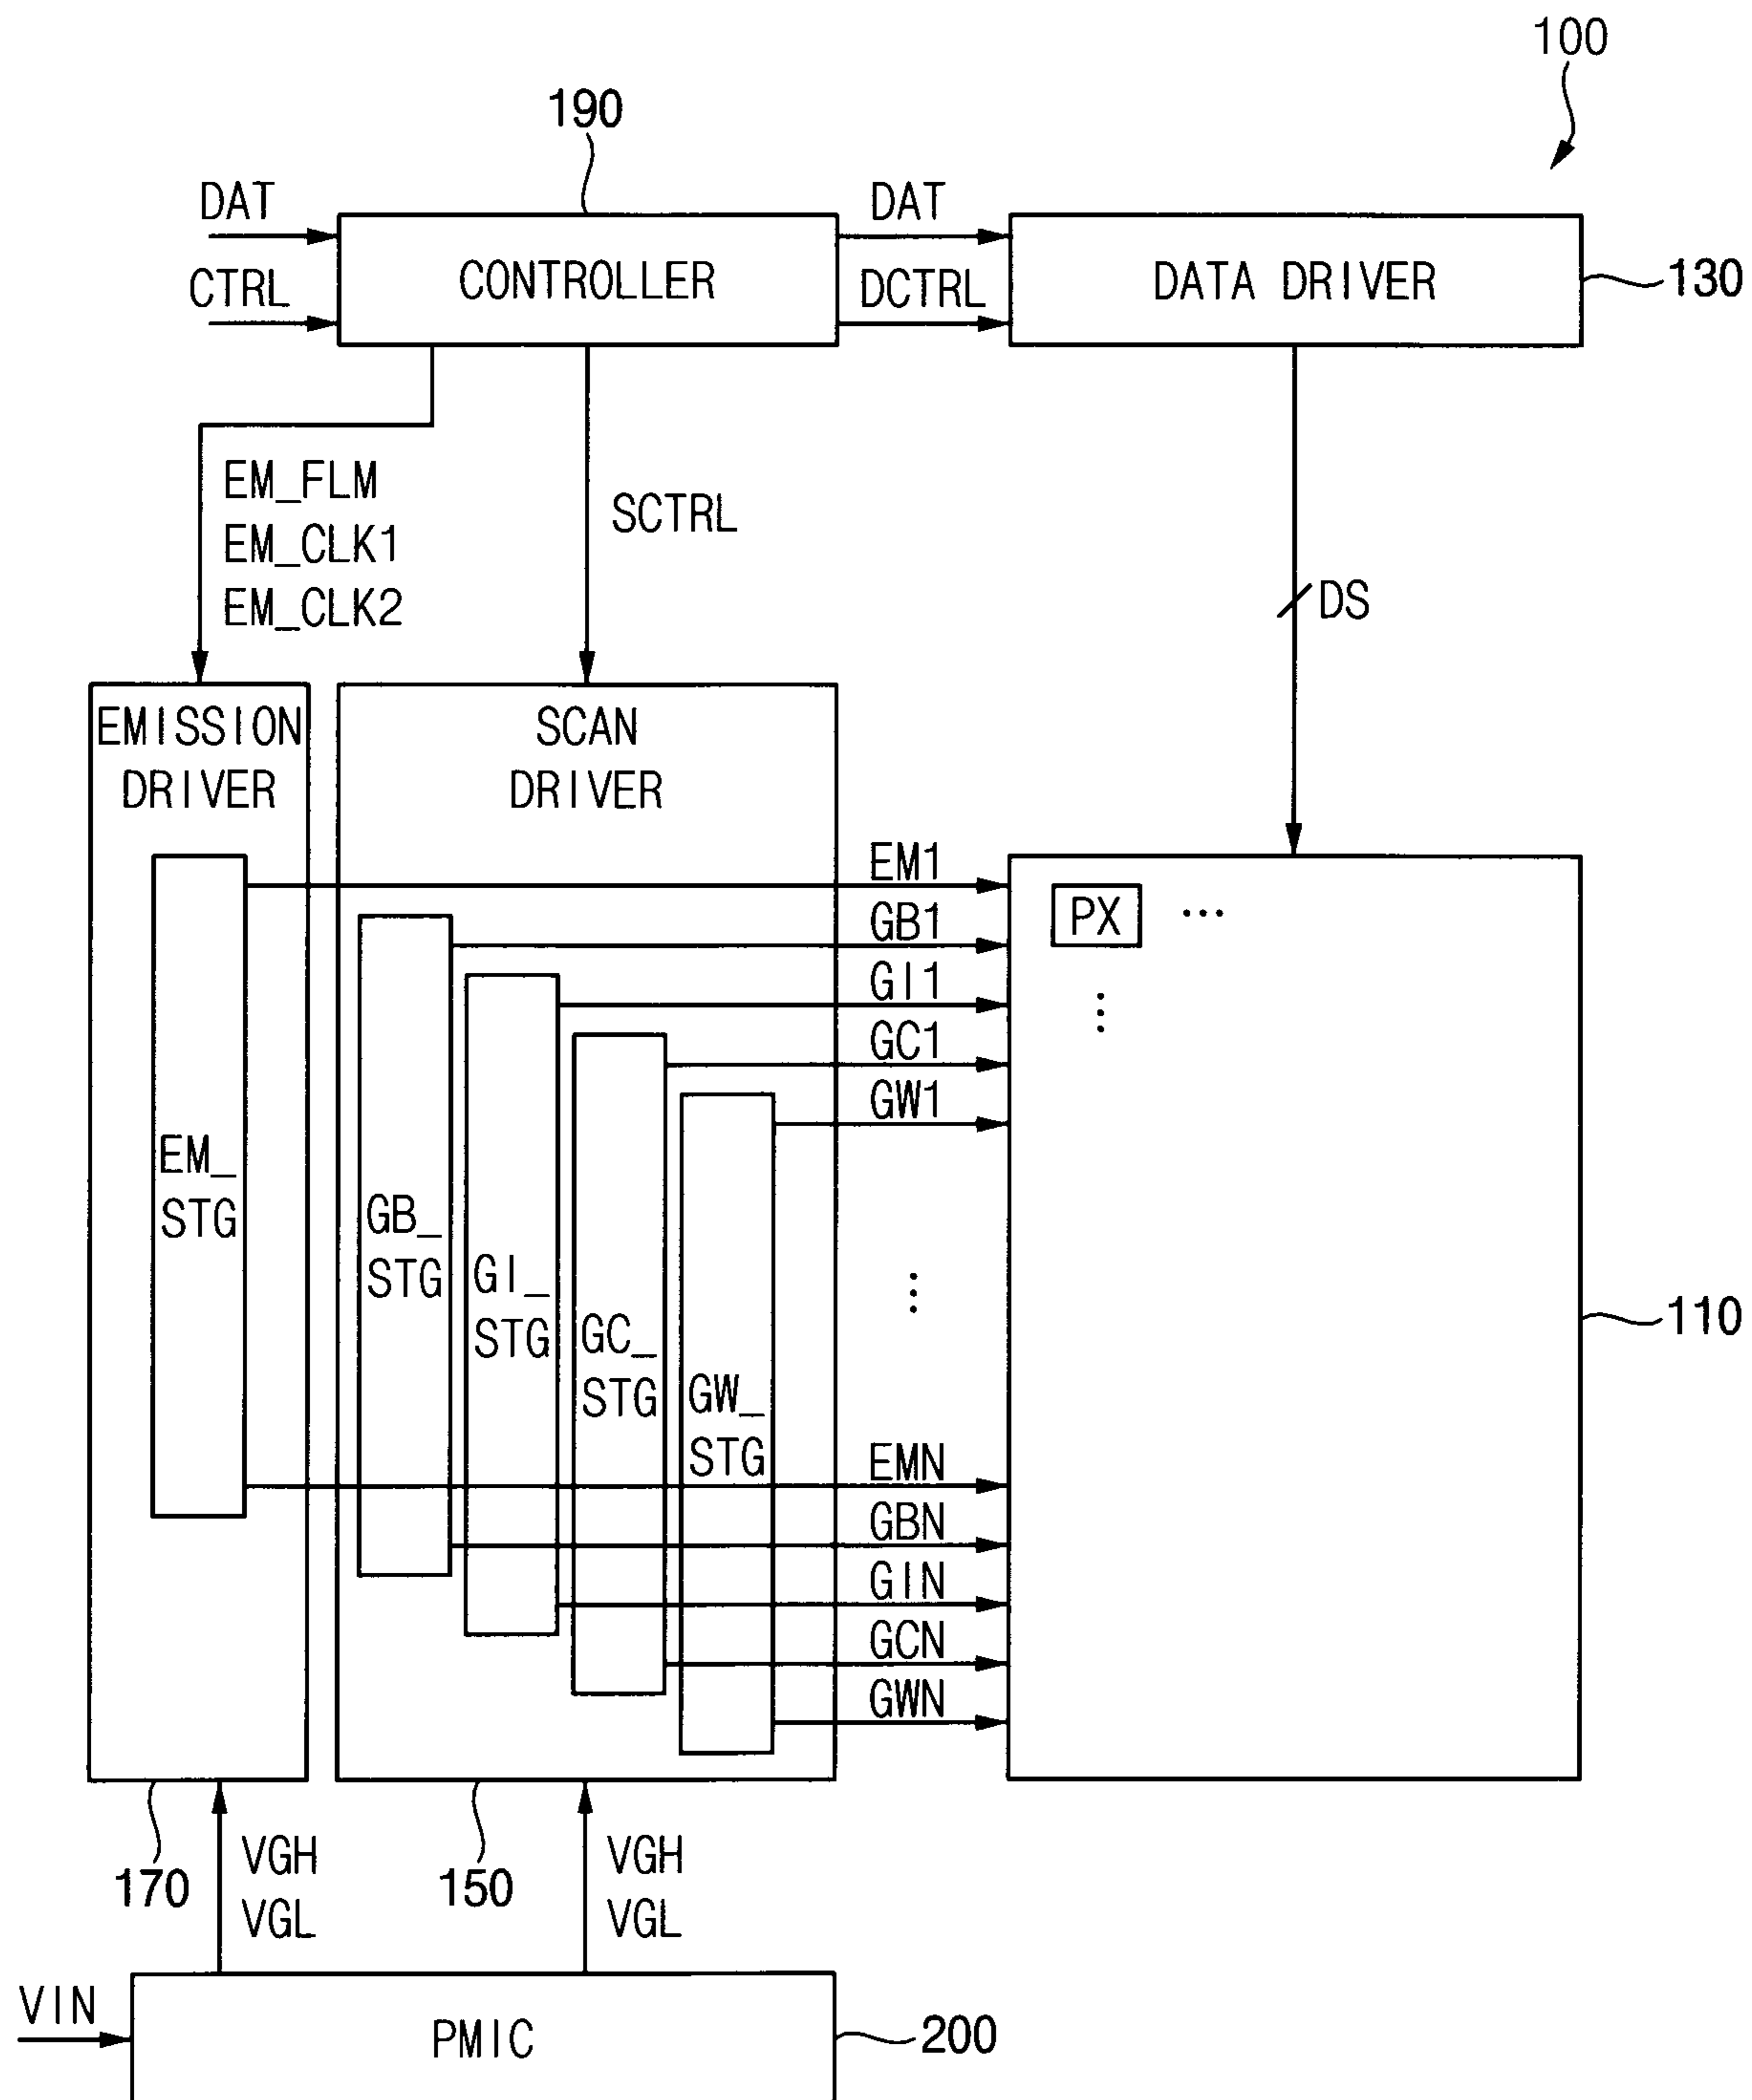 100
190
DAT
DAT
CONTROLLER
DATA DRIVER
130
CTRL
DCTRL
EM_FLM
EM_CLK1
EM_CLK2
SCTRL
DS
EMISSION
DRIVER
SCAN
DRIVER
EM1
GB1
GI1
GC1
GW1
PX
...
⋮
EM_
STG
GB_
STG
GI_
STG
GC_
STG
GW_
STG
⋮
110
EMN
GBN
GIN
GCN
GWN
170
VGH
VGL
150
VGH
VGL
VIN
PMIC
200